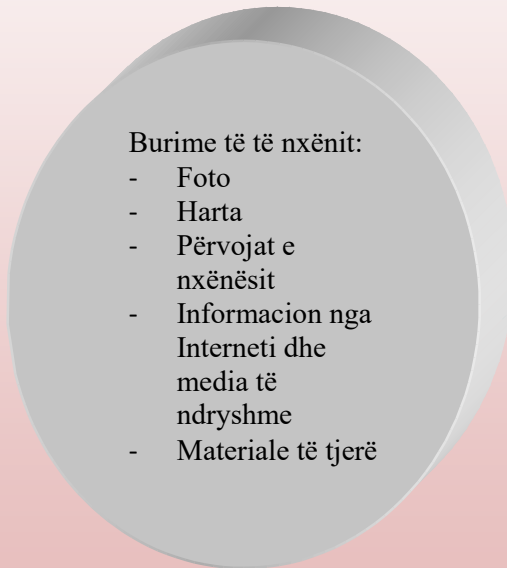 Burime të të nxënit:
- Foto
- Harta
- Përvojat e
nxënësit
- Informacion nga
Interneti dhe
media të
ndryshme
- Materiale të tjerë